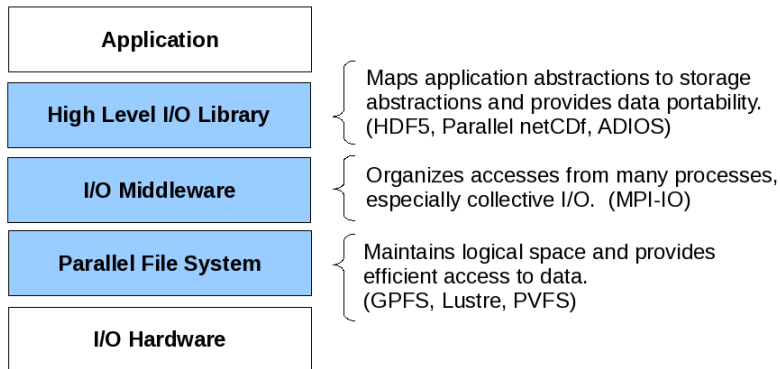 Application
High Level I/O Library
Maps application abstractions to storage
abstractions and provides data portability.
(HDF5, Parallel netCDf, ADIOS)
I/O Middleware
Organizes accesses from many processes,
especially collective I/O.  (MPI-IO)
Parallel File System
Maintains logical space and provides
efficient access to data.
(GPFS, Lustre, PVFS)
I/O Hardware